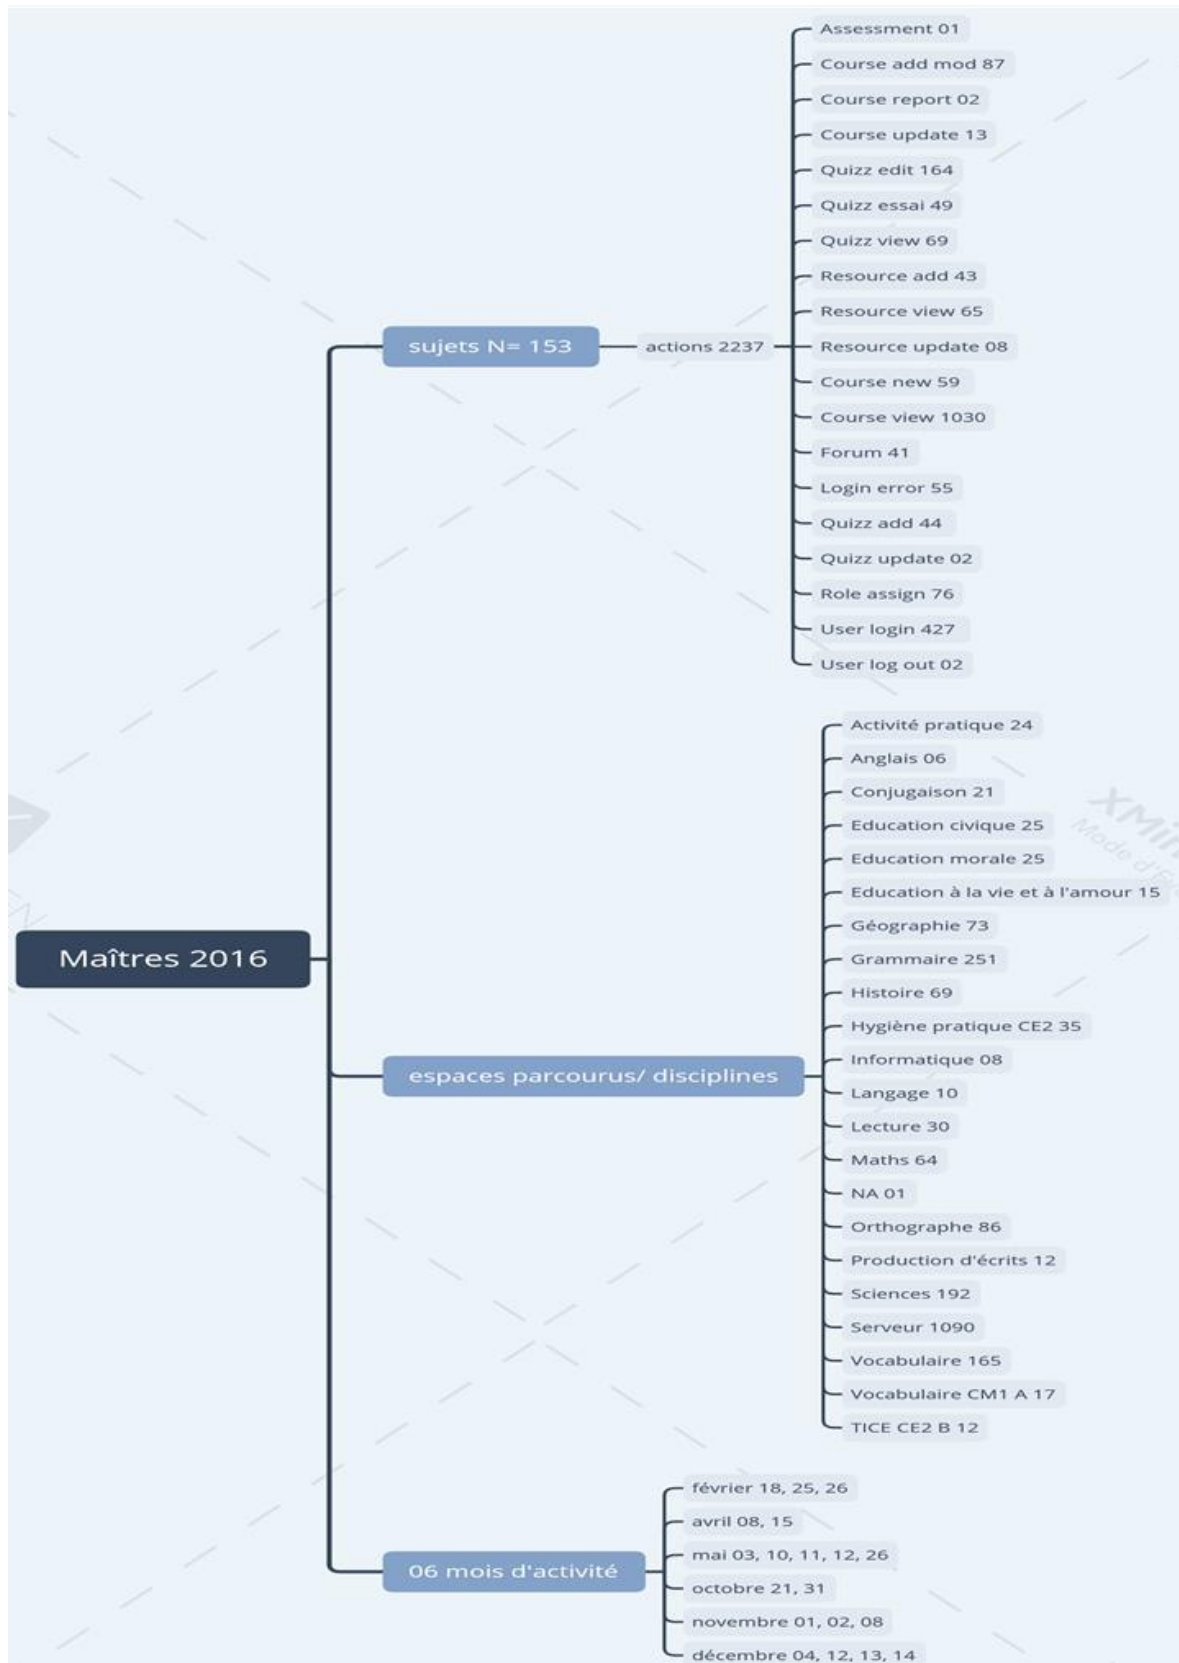 Assessment 01
Course add mod 87
Course report 02
Course update 13
Quizz edit 164
Quizz essai 49
Quizz view 69
Resource add 43
Resource view 65
sujets N= 153
actions 2237
Resource update 08
Course new 59
Course view 1030
Forum 41
Login error 55
Quizz add 44
Quizz update 02
Role assign 76
User login 427
User log out 02
Activité pratique 24
Anglais 06
Conjugaison 21
Education civique 25
Education morale 25
Education à la vie et à l'amour 15
Géographie 73
Maîtres 2016
Grammaire 251
Histoire 69
Hygiène pratique CE2 35
Informatique 08
espaces parcourus/ disciplines
Langage 10
Lecture 30
Maths 64
NA 01
Orthographe 86
Production d'écrits 12
Sciences 192
Serveur 1090
Vocabulaire 165
Vocabulaire CM1 A 17
TICE CE2 B 12
février 18, 25, 26
avril 08, 15
mai 03, 10, 11, 12, 26
06 mois d'activité
octobre 21, 31
novembre 01, 02, 08
décembre 04, 12, 13, 14